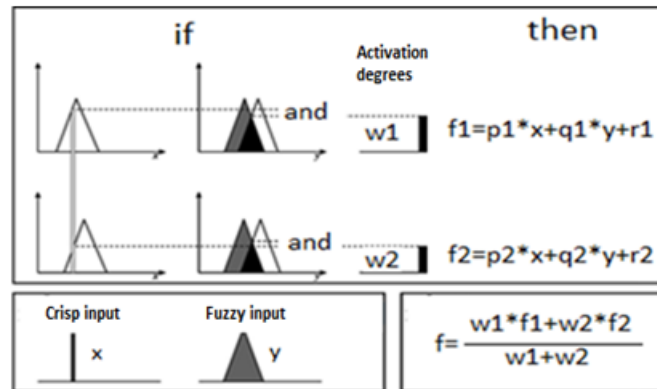 if
then
Activation
degrees
x
y
and
w1
f1=p1*x+q1*y+r1
x
y
and
w2
f2=p2*x+q2*y+r2
Crisp input
Fuzzy input
x
y
f=
w1*f1+w2*f2
w1+w2